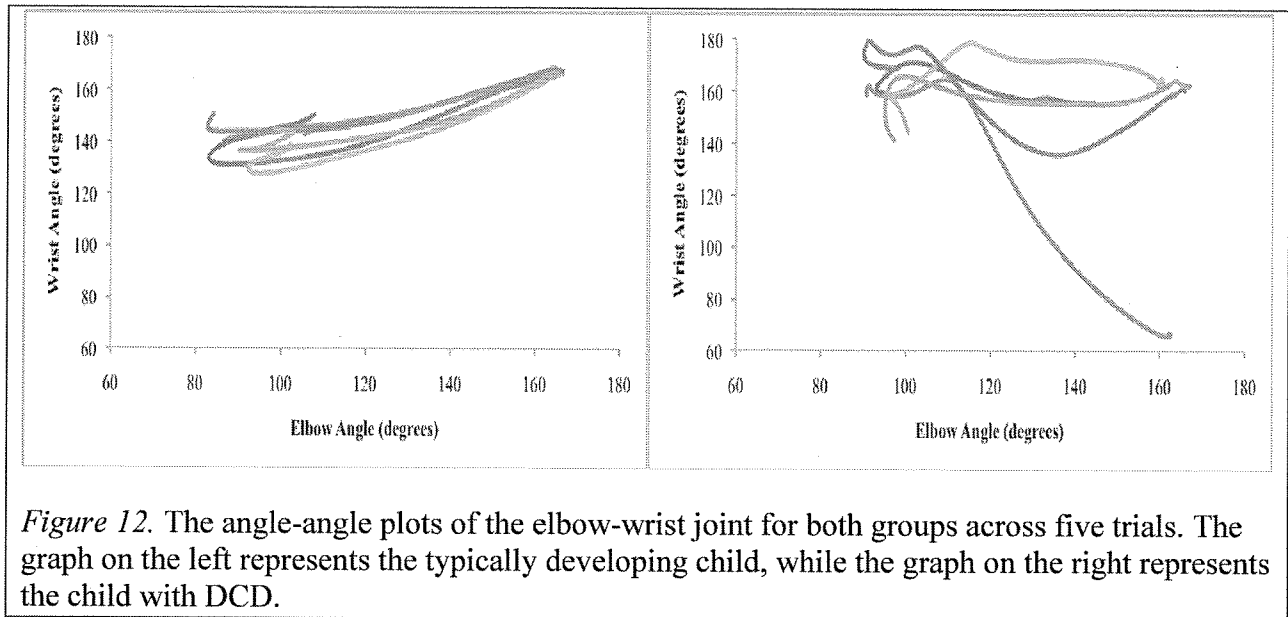 180
160
140
120
100
80
60
Wrist Angle (degrees)
60 80 100 120 140 160 180
Elbow Angle (degrees)
180
160
140
120
100
80
60
Wrist Angle (degrees)
60 80 100 120 140 160 180
Elbow Angle (degrees)
Figure 12. The angle-angle plots of the elbow-wrist joint for both groups across five trials. The
graph on the left represents the typically developing child, while the graph on the right represents
the child with DCD.